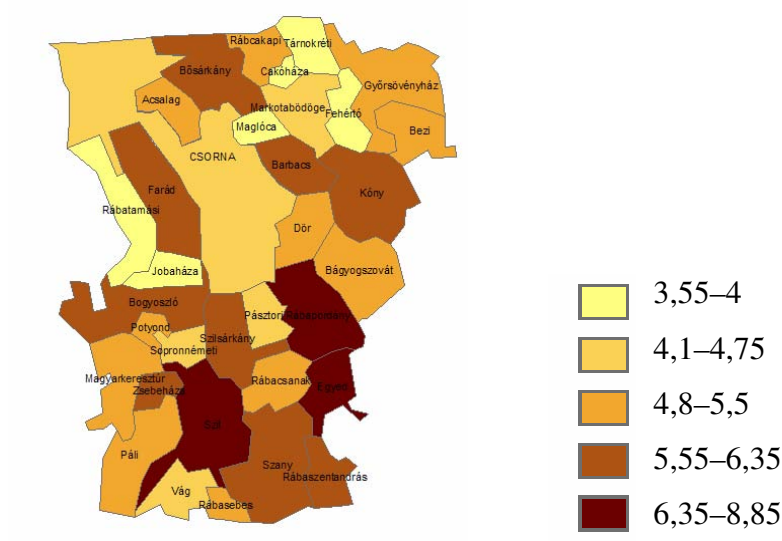 Rábcakapi
Tárnokréti
Bősárkány
Cakóháza
Győrsövényház
Acsalag
Markotabödöge
Fehértó
Maglóca
Bezi
CSORNA
Barbacs
Farád
Kóny
Rábatamási
Dör
Jobaháza
Bágyogszovát
Bogyoszló
Pásztori
Rábapordány
Potyond
Szilsárkány
Sopronnémeti
Magyarkeresztúr
Zsebeháza
Rábacsanak
Egyed
Szil
Páli
Szany
Rábaszentandrás
Vág
Rábasebes
3,55–4
4,1–4,75
4,8–5,5
5,55–6,35
6,35–8,85